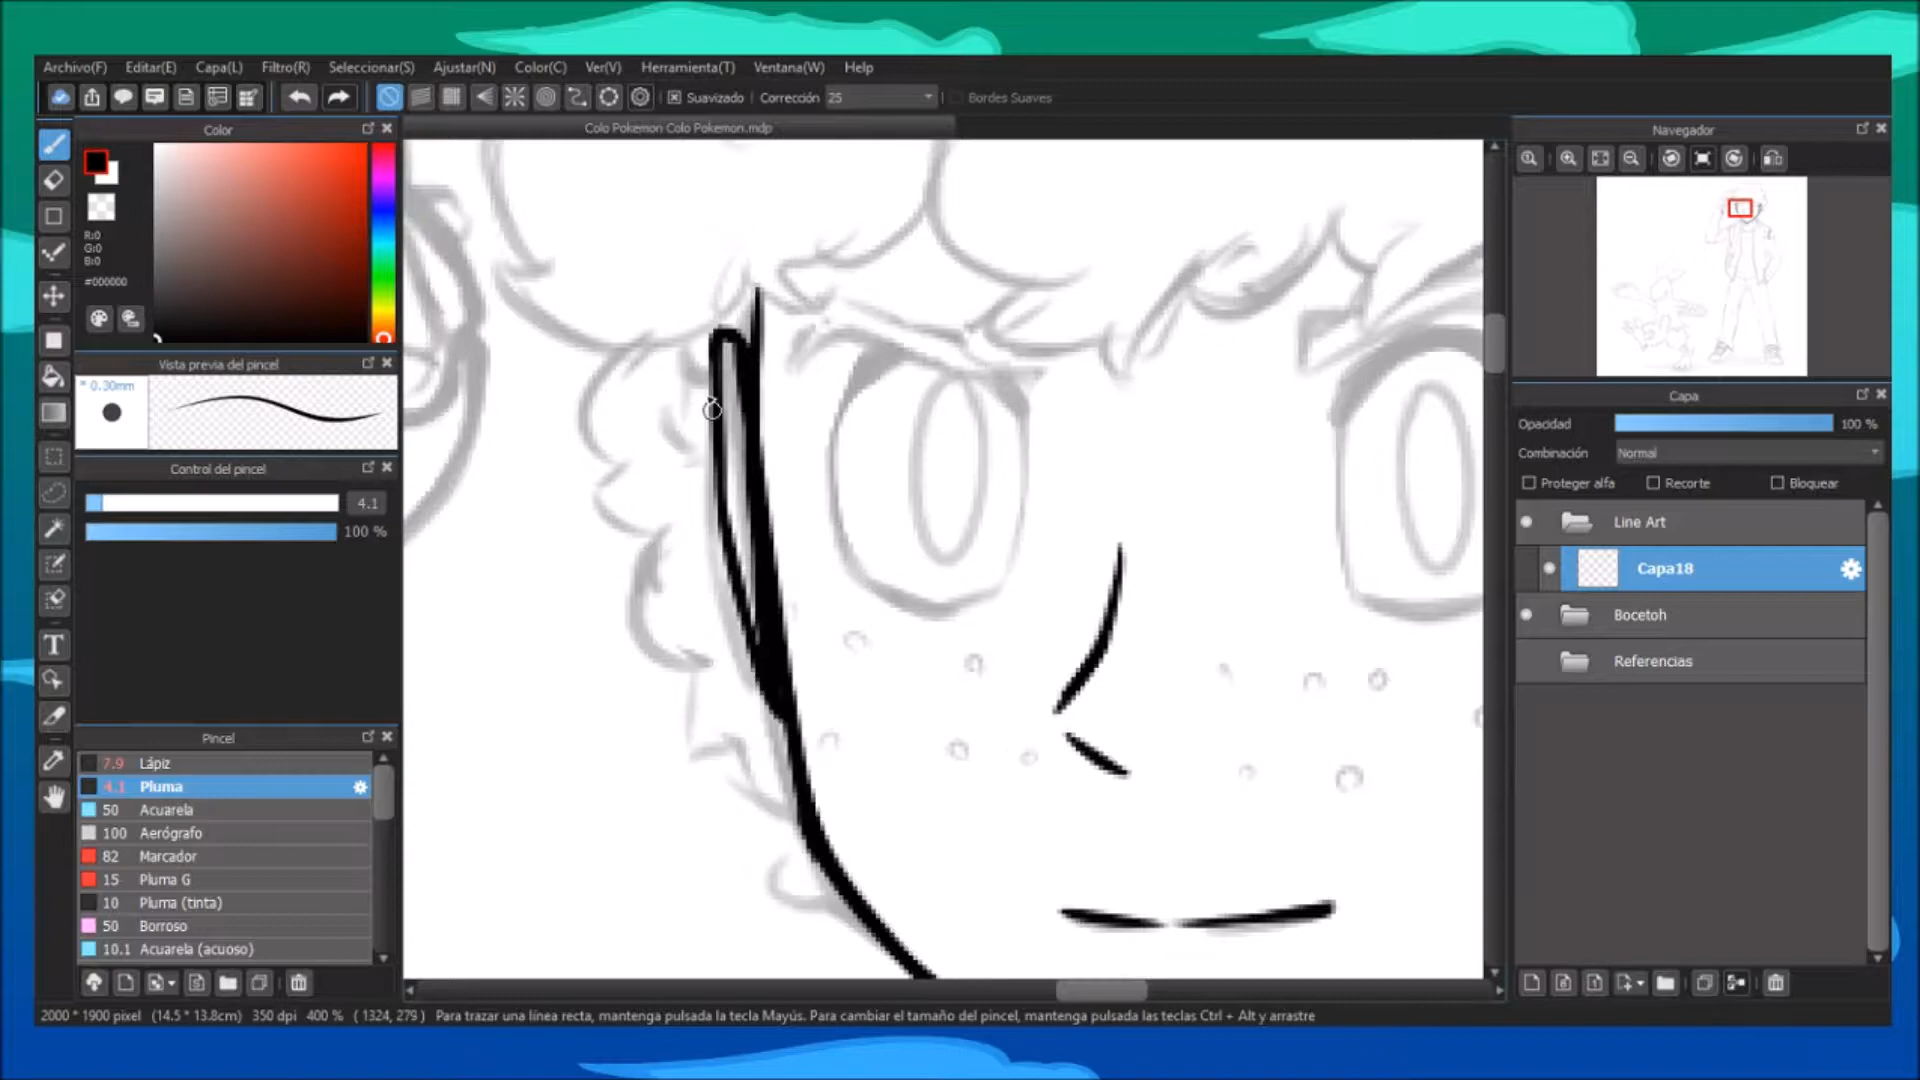 Archivo(F) Editar(E) Capa(L) Filtro(R) Seleccionar(S) Ajustar(N) Color(C) Ver(V) Herramienta(T) Ventana(W) Help
Suavizado Corrección 25 Bordes Suaves
Color
Colo Pokemon Colo Pokemon.mdp
Navegador
R:0
G:0
B:0
#000000
Vista previa del pincel
* 0.30mm
Control del pincel
4.1
100 %
Pincel
7.9 Lápiz
4.1 Pluma
50 Acuarela
100 Aerógrafo
82 Marcador
15 Pluma G
10 Pluma (tinta)
50 Borroso
10.1 Acuarela (acuoso)
Capa
Opacidad 100 %
Combinación Normal
Proteger alfa Recorte Bloquear
Line Art
Capa18
Bocetoh
Referencias
2000 * 1900 pixel (14.5 * 13.8cm) 350 dpi 400 % ( 1324, 279 ) Para trazar una línea recta, mantenga pulsada la tecla Mayús. Para cambiar el tamaño del pincel, mantenga pulsada las teclas Ctrl + Alt y arrastre